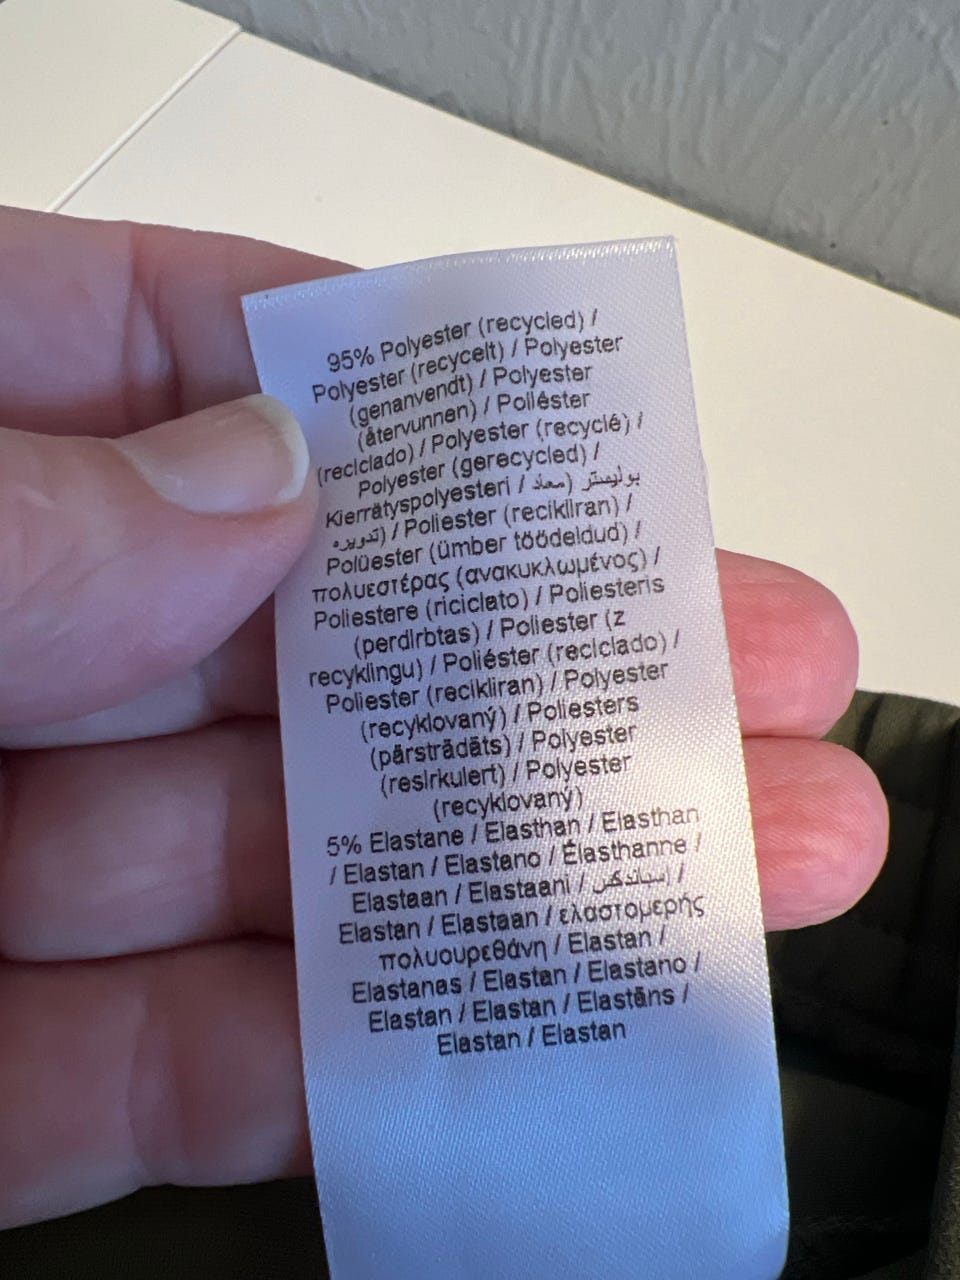 95% Polyester (recycled) /
Polyester (recycelt) / Polyester
(genanvendt) / Polyester
(återvunnen) / Poliéster
(reciclado) / Polyester (recyclé) /
Polyester (gerecycled) /
Kierrätyspolyesteri / بوليستر (معاد
تدويره) / Poliester (recikliran) /
Polüester (ümber töödeldud) /
πολυεστέρας (ανακυκλωμένος) /
Poliestere (riciclato) / Poliesteris
(perdirbtas) / Poliester (z
recyklingu) / Poliéster (reciclado) /
Poliester (recikliran) / Polyester
(recyklovaný) / Poliesters
(pārstrādāts) / Polyester
(resirkulert) / Polyester
(recyklovaný)
5% Elastane / Elasthan / Elasthan
/ Elastan / Elastano / Élasthanne /
Elastaan / Elastaani / إسباندكس /
Elastan / Elastaan / ελαστομερής
πολυουρεθάνη / Elastan /
Elastanas / Elastan / Elastano /
Elastan / Elastan / Elastāns /
Elastan / Elastan